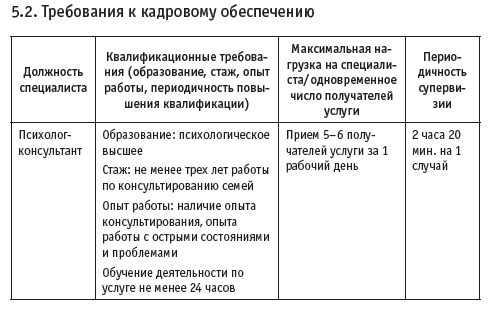 5.2. Требования к кадровому обеспечению
Должность
специалиста
Квалификационные требова-
ния (образование, стаж, опыт
работы, периодичность повы-
шения квалификации)
Максимальная на-
грузка на специали-
ста/одновременное
число получателей
услуги
Перио-
дичность
суперви-
зии
Психолог-
консультант
Образование: психологическое
высшее
Стаж: не менее трех лет работы
по консультированию семей
Опыт работы: наличие опыта
консультирования, опыта
работы с острыми состояниями
и проблемами
Обучение деятельности по
услуге не менее 24 часов
Прием 5–6 полу-
чателей услуги за 1
рабочий день
2 часа 20
мин. на 1
случай